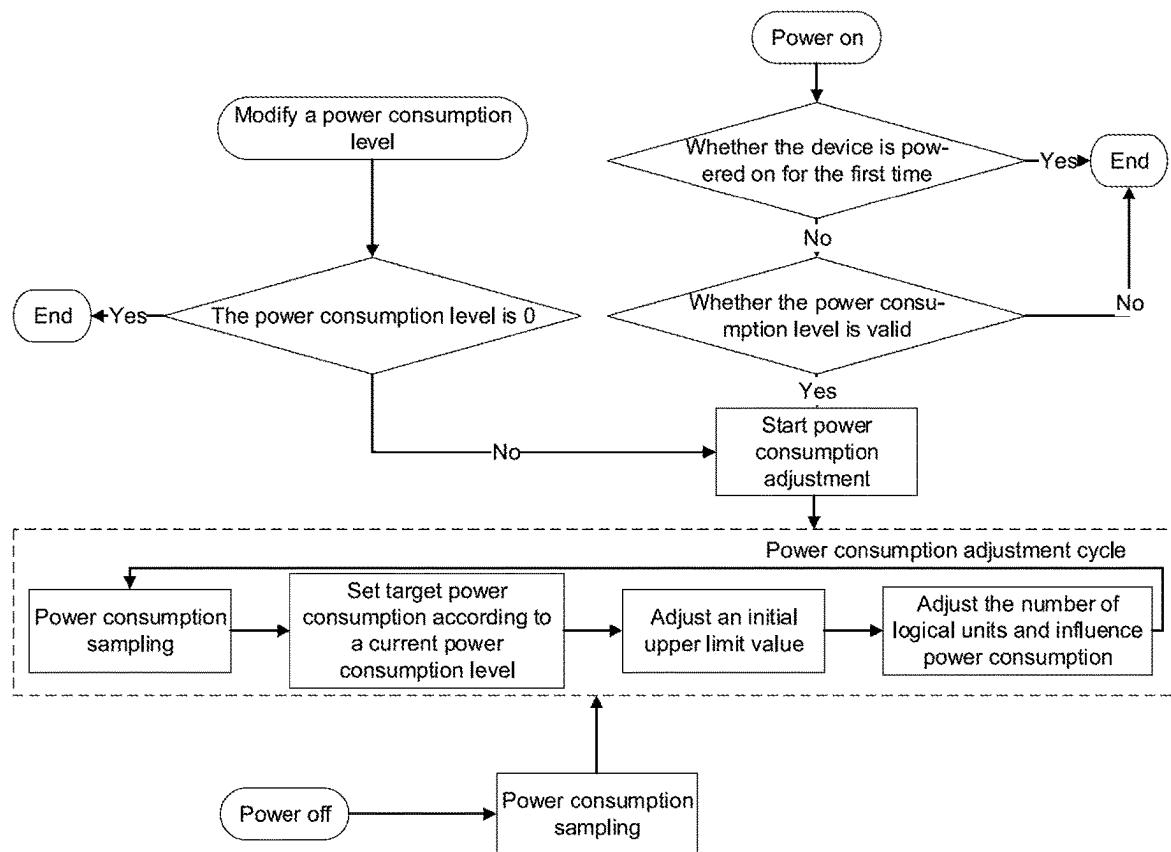 Power on
Modify a power consumption
level
Whether the device is pow-
ered on for the first time
Yes
End
No
End
Yes
The power consumption level is 0
Whether the power consu-
mption level is valid
No
Yes
No
Start power
consumption
adjustment
Power consumption adjustment cycle
Power consumption
sampling
Set target power
consumption according to
a current power
consumption level
Adjust an initial
upper limit value
Adjust the number of
logical units and influence
power consumption
Power off
Power consumption
sampling